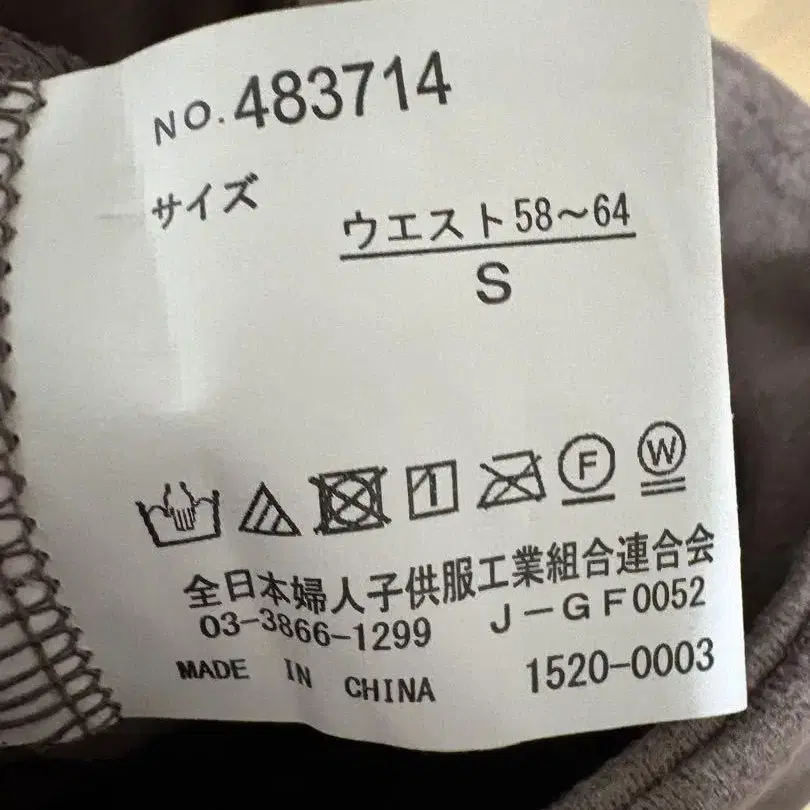 NO.483714
サイズ
ウエスト58～64
S
F W
全日本婦人子供服工業組合連合会
03-3866-1299 J-GF0052
MADE IN CHINA 1520-0003